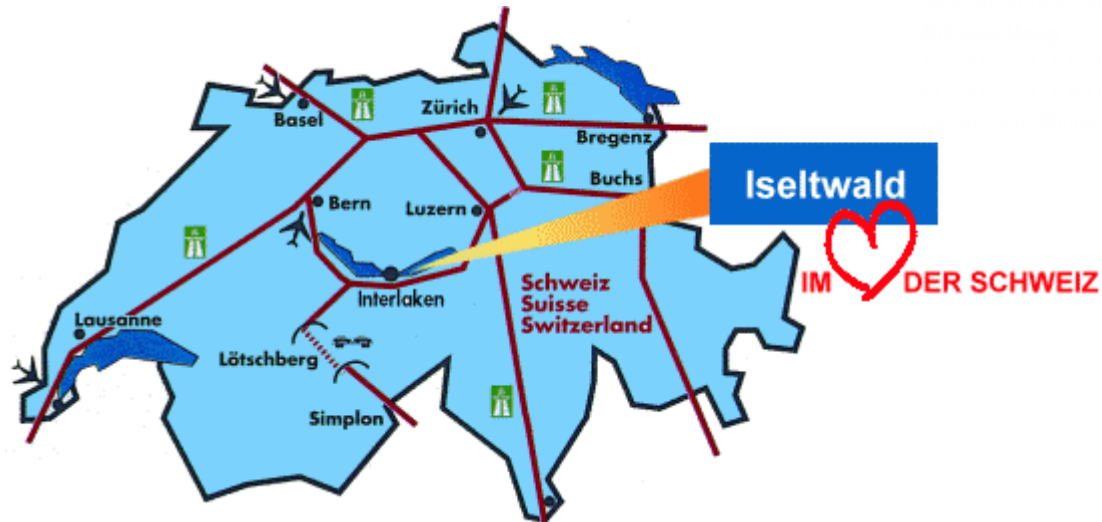 Zürich
Basel
Bregenz
Buchs
Iseltwald
Bern
Luzern
IM DER SCHWEIZ
Schweiz
Suisse
Switzerland
Interlaken
Lausanne
Lötschberg
Simplon